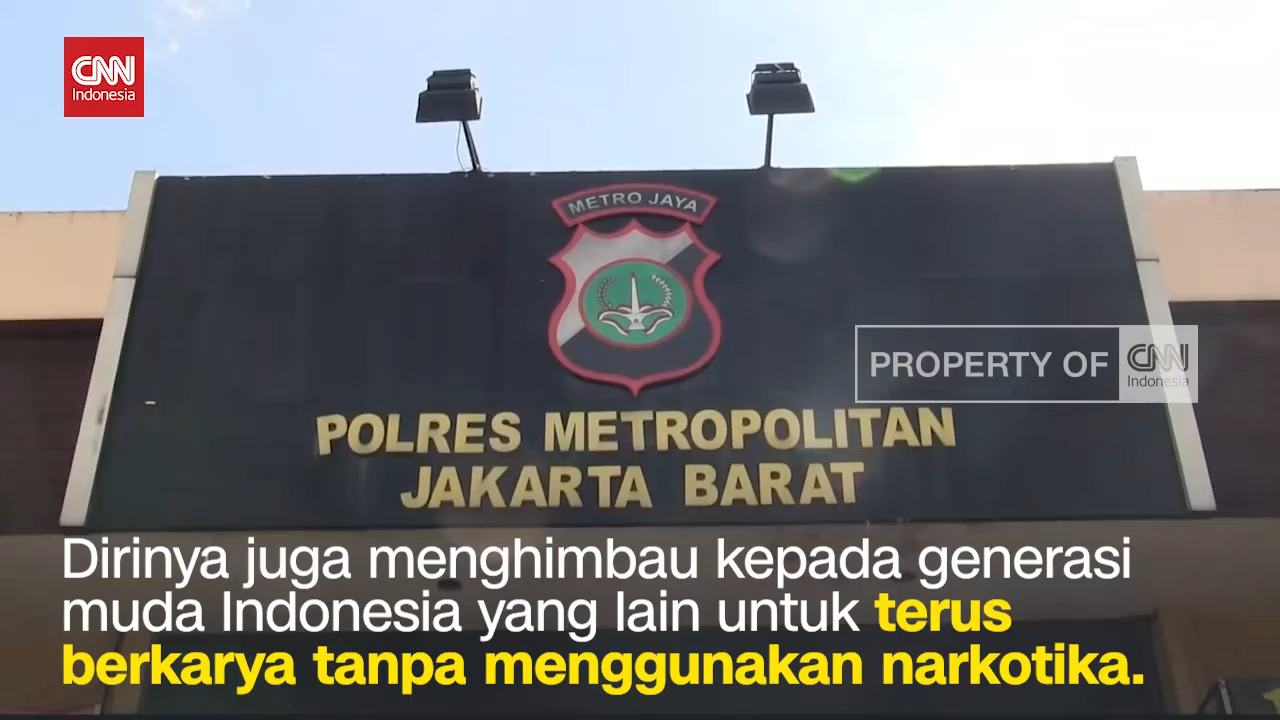 CNN
Indonesia
METRO JAYA
PROPERTY OF CNN
Indonesia
POLRES METROPOLITAN
JAKARTA BARAT
Dirinya juga menghimbau kepada generasi
muda Indonesia yang lain untuk terus
berkarya tanpa menggunakan narkotika.